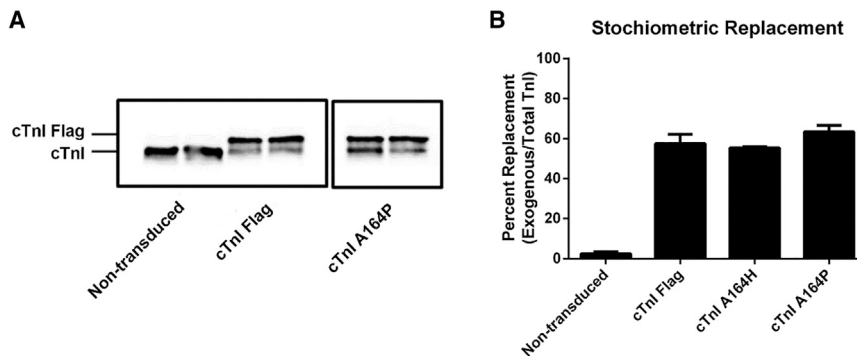 A
cTnI Flag
cTnI
Non-transduced
cTnI Flag
cTnI A164P
B
Stochiometric Replacement
Percent Replacement
(Exogenous/Total TnI)
100
80
60
40
20
0
Non-transduced
cTnI Flag
cTnI A164H
cTnI A164P